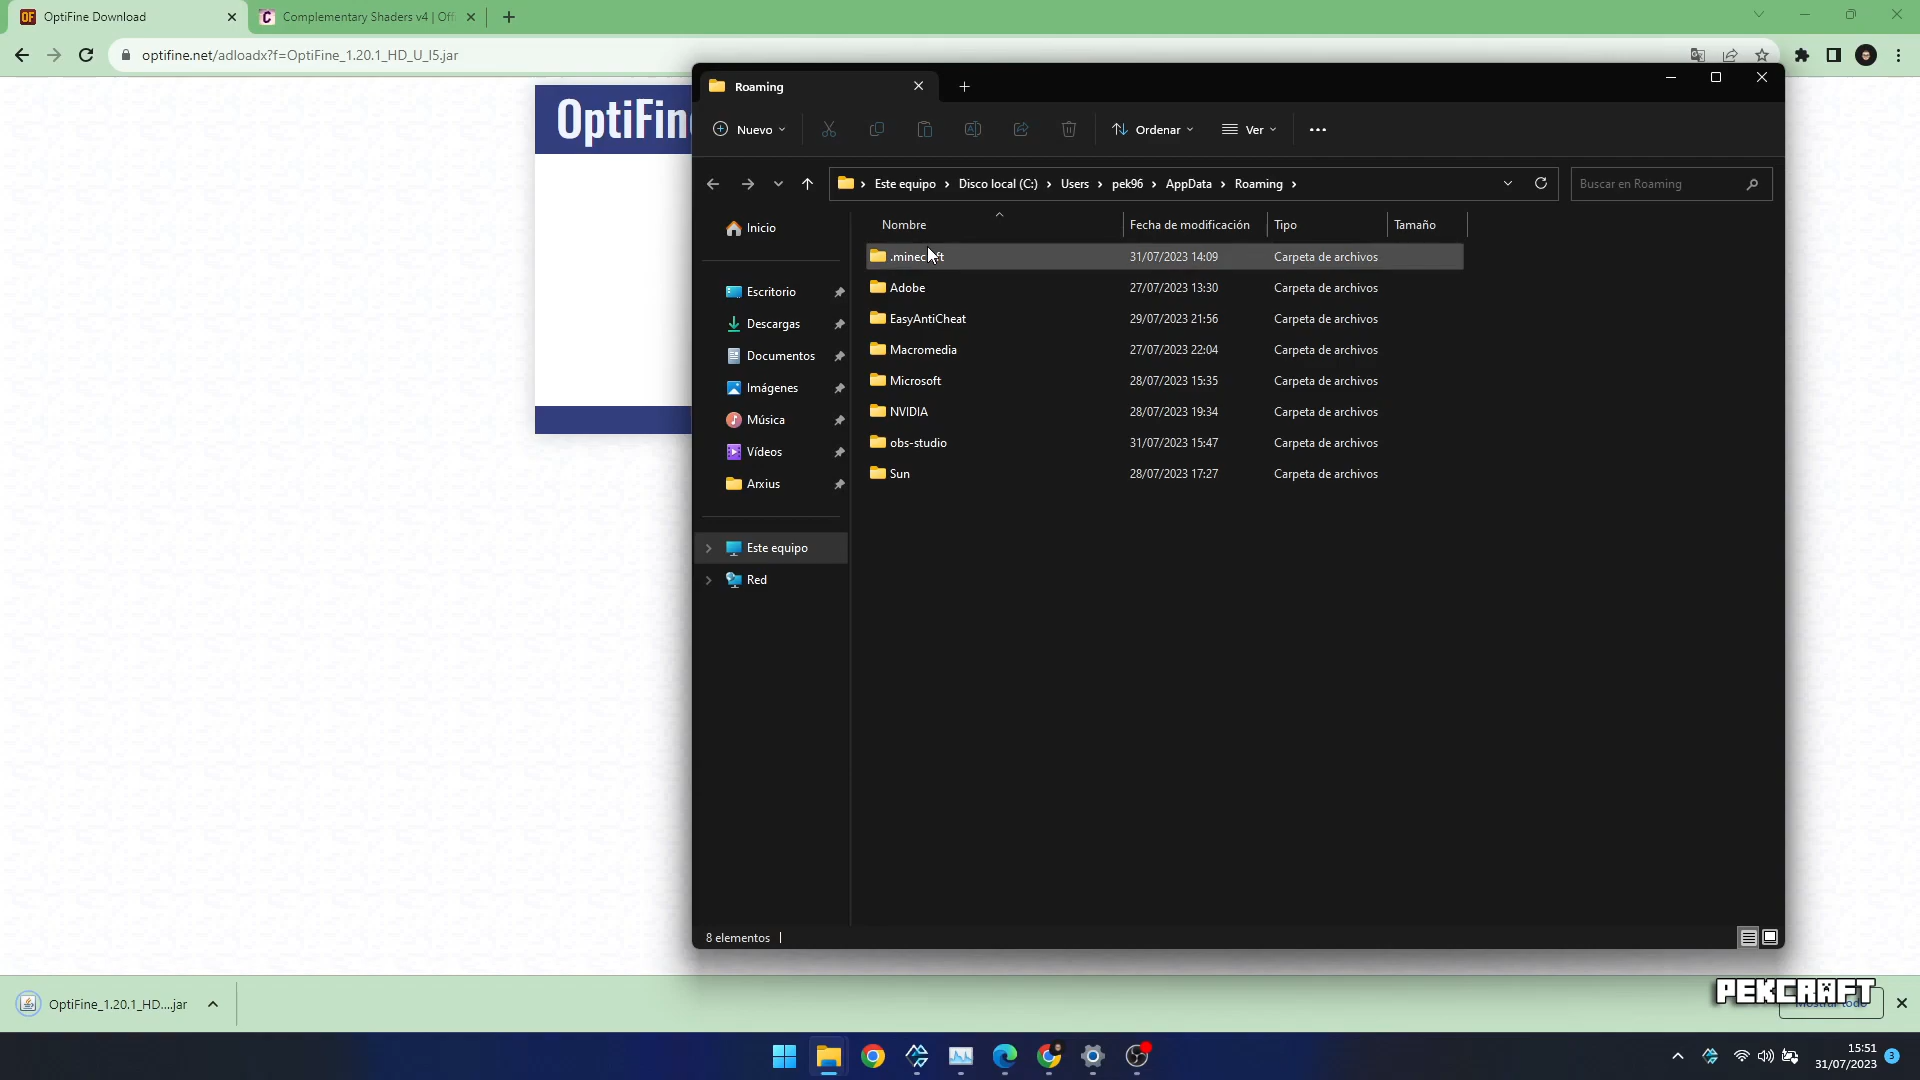 OptiFine Download
Complementary Shaders v4 | Off
optifine.net/adloadx?f=OptiFine_1.20.1_HD_U_I5.jar
OptiFin
Roaming
Nuevo
Ordenar
Ver
Este equipo
Disco local (C:)
Users
pek96
AppData
Roaming
Buscar en Roaming
Nombre
Fecha de modificación
Tipo
Tamaño
Inicio
Escritorio
Descargas
Documentos
Imágenes
Música
Vídeos
Arxius
Este equipo
Red
.minecraft 31/07/2023 14:09 Carpeta de archivos
Adobe 27/07/2023 13:30 Carpeta de archivos
EasyAntiCheat 29/07/2023 21:56 Carpeta de archivos
Macromedia 27/07/2023 22:04 Carpeta de archivos
Microsoft 28/07/2023 15:35 Carpeta de archivos
NVIDIA 28/07/2023 19:34 Carpeta de archivos
obs-studio 31/07/2023 15:47 Carpeta de archivos
Sun 28/07/2023 17:27 Carpeta de archivos
8 elementos
OptiFine_1.20.1_HD....jar
PEKCRAFT
Mostrar todo
15:51
31/07/2023
3